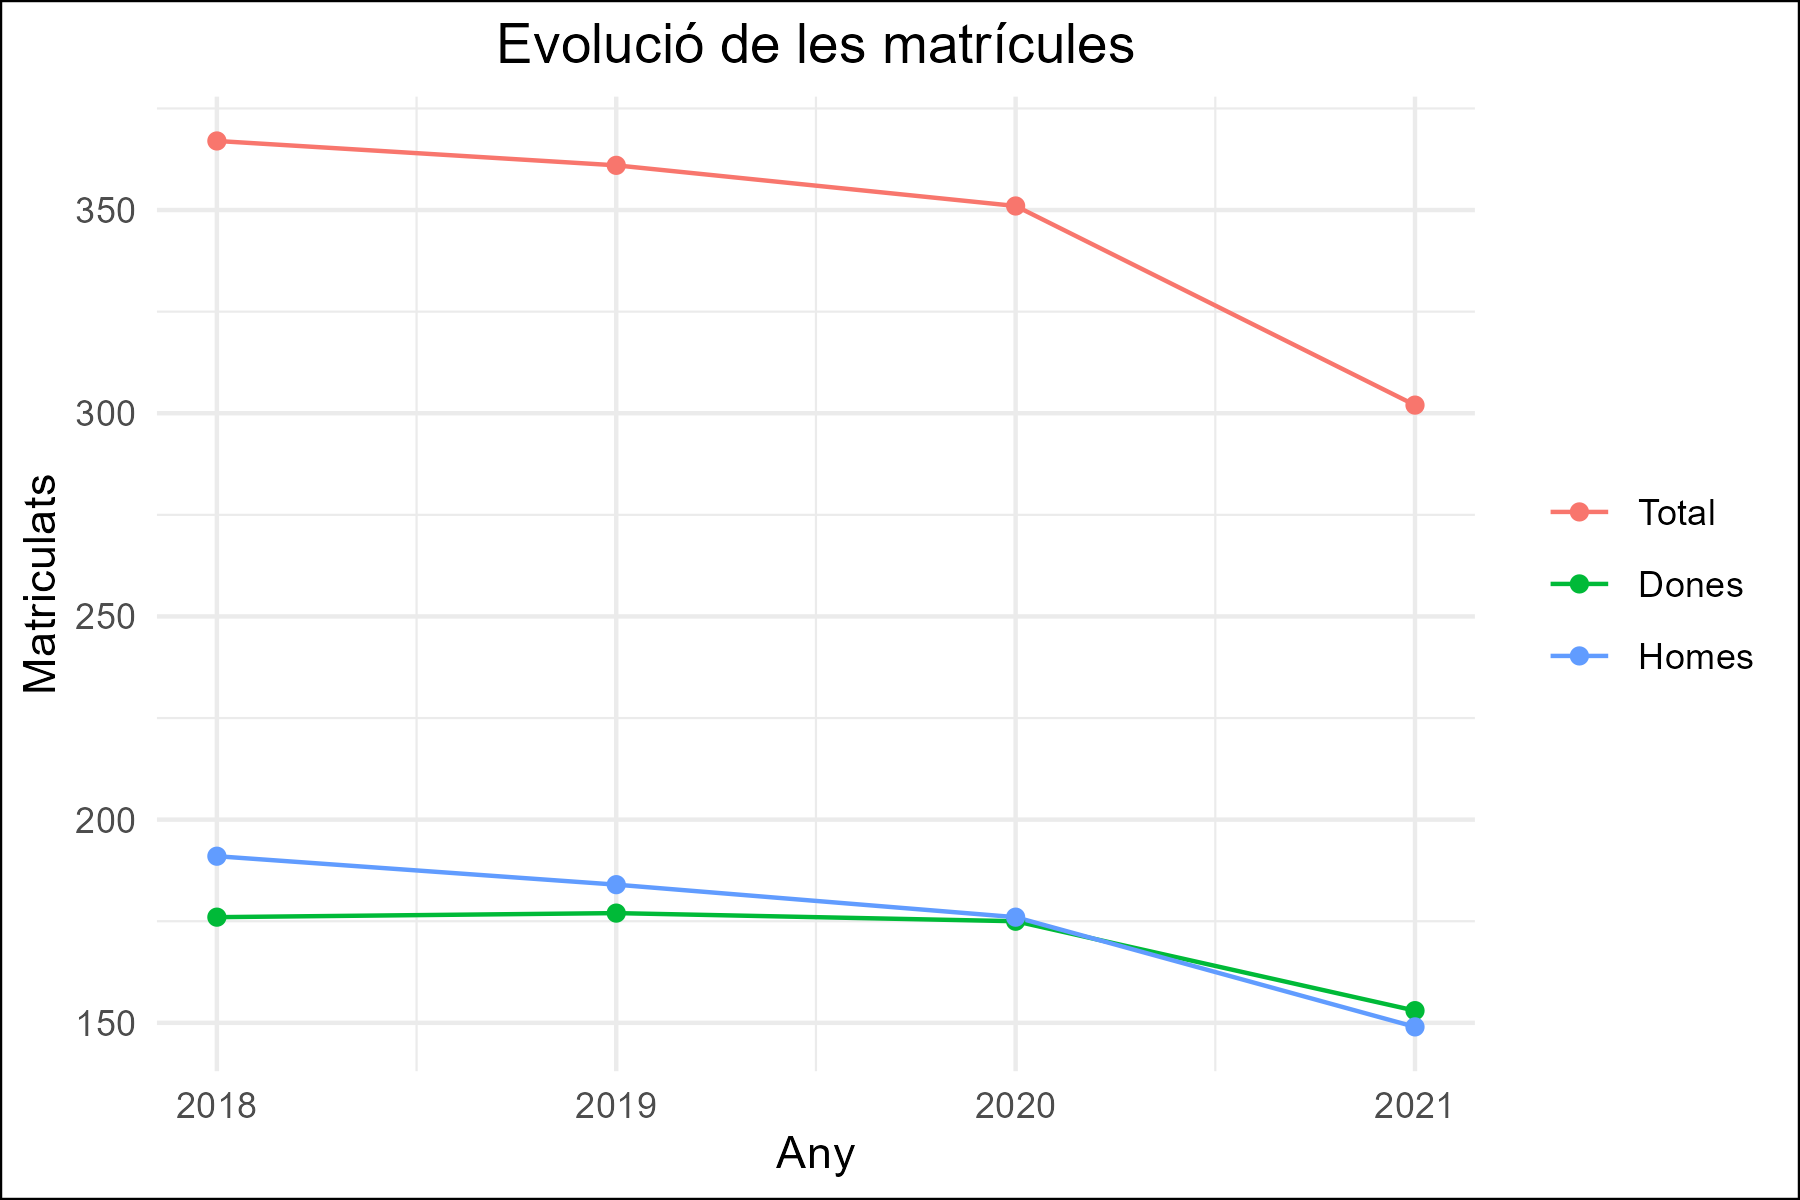 Evolució de les matrícules
Matriculats
350
300
250
200
150
2018 2019 2020 2021
Any
Total
Dones
Homes